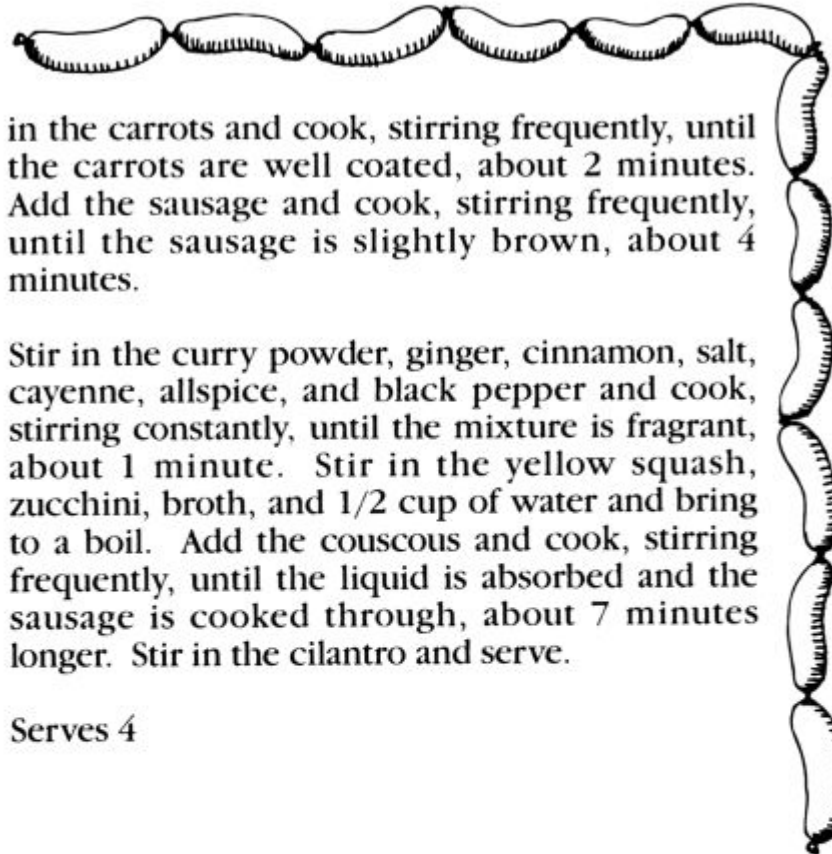 in the carrots and cook, stirring frequently, until
the carrots are well coated, about 2 minutes.
Add the sausage and cook, stirring frequently,
until the sausage is slightly brown, about 4
minutes.
Stir in the curry powder, ginger, cinnamon, salt,
cayenne, allspice, and black pepper and cook,
stirring constantly, until the mixture is fragrant,
about 1 minute. Stir in the yellow squash,
zucchini, broth, and 1/2 cup of water and bring
to a boil. Add the couscous and cook, stirring
frequently, until the liquid is absorbed and the
sausage is cooked through, about 7 minutes
longer. Stir in the cilantro and serve.
Serves 4